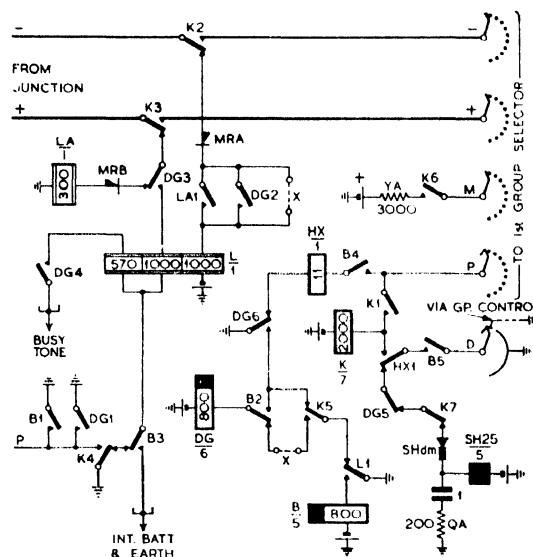 K2
-
-
FROM
JUNCTION
K3
+
+
MRA
LA
1
300
MRB
DG3
LA1
DG2
X
+
YA
3000
K6
M
TO 1st GROUP SELECTOR
DG4
570
1000
1000
L
1
BUSY
TONE
HX
1
11
B4
P
K1
VIA GP. CONTROL
DG6
2000
K
7
HX1
B5
D
DG5
K7
B1
DG1
P
K4
B3
800
DG
6
B2
K5
X
L1
SHdm
SH25
5
1
200
QA
B
5
800
INT. BATT
& EARTH